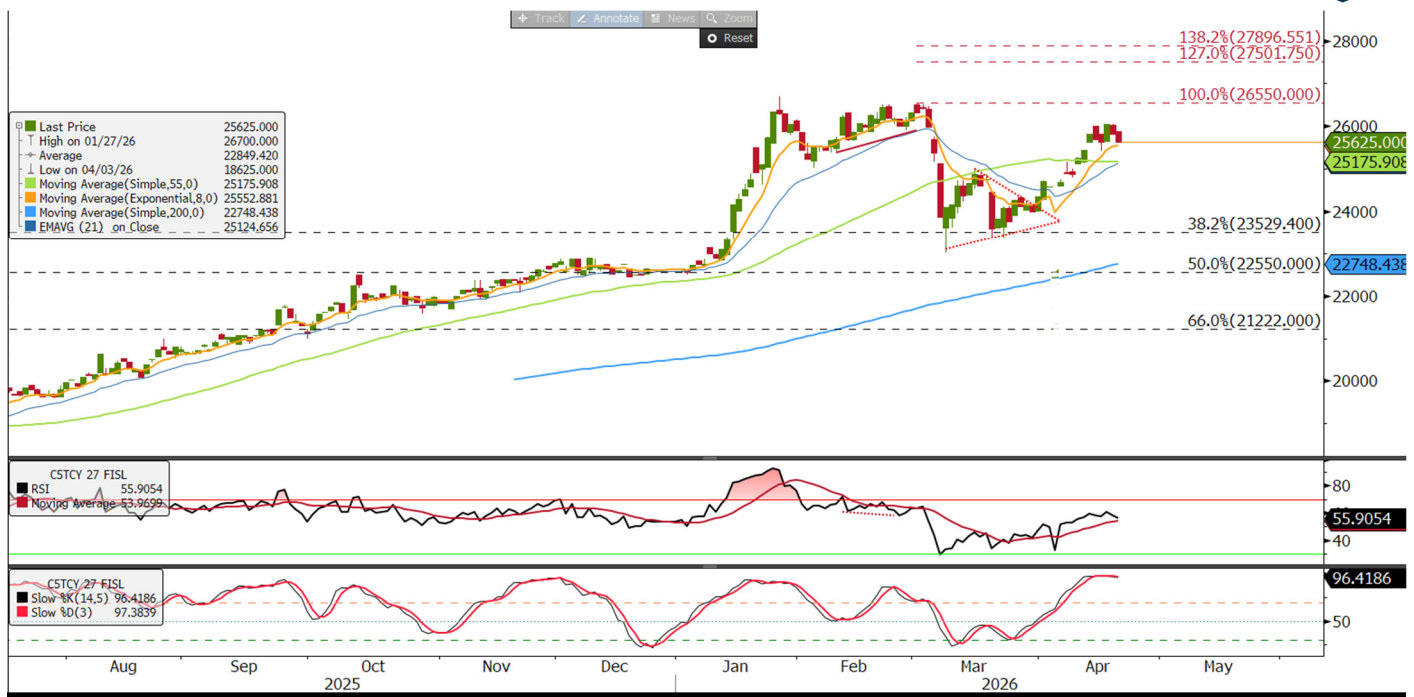 Track Annotate News Zoom
Reset
138.2%(27896.551)
127.0%(27501.750)
100.0%(26550.000)
38.2%(23529.400)
50.0%(22550.000)
66.0%(21222.000)
28000
26000
24000
22000
20000
25625.000
25175.908
22748.438
Last Price 25625.000
High on 01/27/26 26700.000
Average 22849.420
Low on 04/03/26 18625.000
Moving Average(Simple,55,0) 25175.908
Moving Average(Exponential,8,0) 25552.881
Moving Average(Simple,200,0) 22748.438
EMAVG (21) on Close 25124.656
C5TCY 27 FISL
RSI 55.9054
Moving Average 53.9699
80
55.9054
40
C5TCY 27 FISL
Slow %K(14,5) 96.4186
Slow %D(3) 97.3839
96.4186
50
Aug Sep Oct Nov Dec Jan Feb Mar Apr May
2025 2026